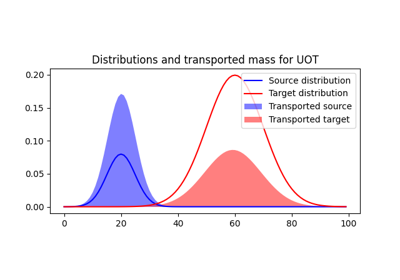 Distributions and transported mass for UOT
Source distribution
Target distribution
Transported source
Transported target
0.20
0.15
0.10
0.05
0.00
0 20 40 60 80 100